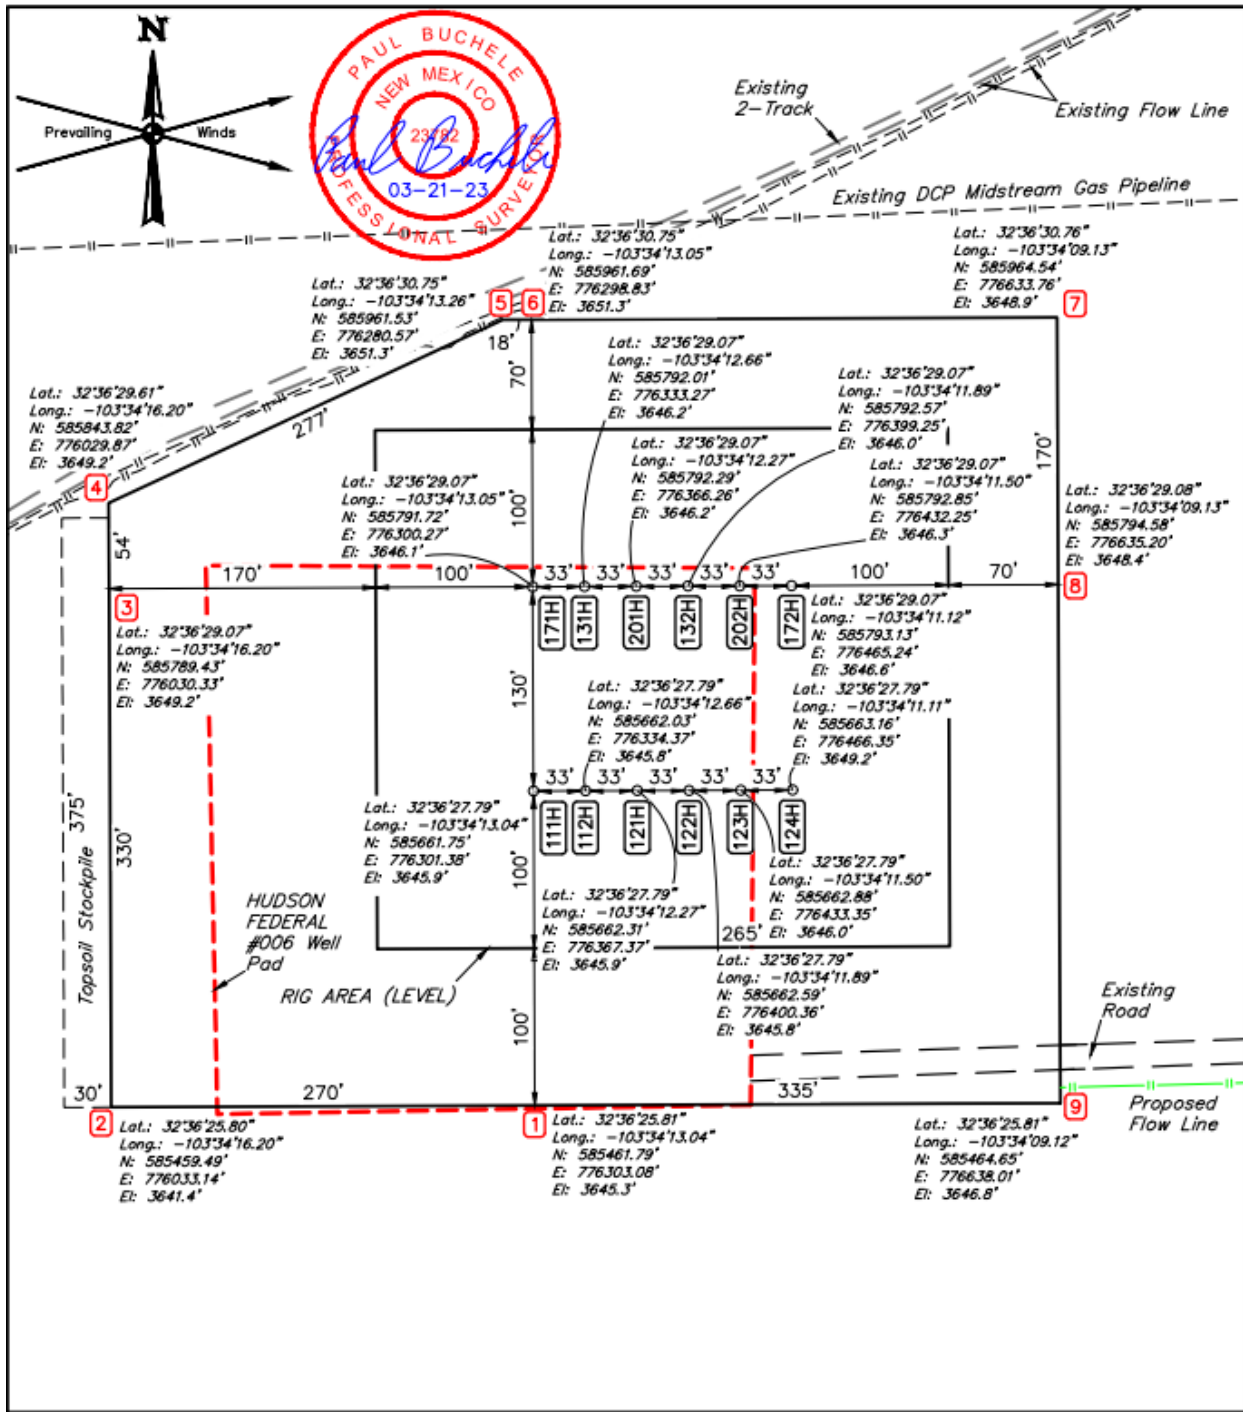 N
Prevailing Winds
PAUL BUCHELE
NEW MEXICO
23782
PROFESSIONAL SURVEYOR
Paul Buchele
03-21-23
Existing
2-Track
Existing Flow Line
Existing DCP Midstream Gas Pipeline
Lat.: 32°36'30.75"
Long.: -103°34'13.05"
N: 585961.69'
E: 776298.83'
El: 3651.3'
Lat.: 32°36'30.76"
Long.: -103°34'09.13"
N: 585964.54'
E: 776633.76'
El: 3648.9'
Lat.: 32°36'30.75"
Long.: -103°34'13.26"
N: 585961.53'
E: 776280.57'
El: 3651.3'
5
6
7
18'
70'
277'
Lat.: 32°36'29.61
Long.: -103°34'16.20"
N: 585843.82'
E: 776029.87'
El: 3649.2'
4
Lat.: 32°36'29.07"
Long.: -103°34'12.66"
N: 585792.01'
E: 776333.27'
El: 3646.2'
Lat.: 32°36'29.07"
Long.: -103°34'11.89"
N: 585792.57'
E: 776399.25'
El: 3646.0'
Lat.: 32°36'29.07"
Long.: -103°34'12.27"
N: 585792.29'
E: 776366.26'
El: 3646.2'
Lat.: 32°36'29.07"
Long.: -103°34'11.50"
N: 585792.85'
E: 776432.25'
El: 3646.3'
170'
Lat.: 32°36'29.07"
Long.: -103°34'13.05"
N: 585791.72'
E: 776300.27'
El: 3646.1'
100'
Lat.: 32°36'29.08"
Long.: -103°34'09.13"
N: 585794.58'
E: 776635.20'
El: 3648.4'
54'
170'
100'
33'
33'
33'
33'
33'
100'
70'
8
3
171H
131H
201H
132H
202H
172H
Lat.: 32°36'29.07"
Long.: -103°34'16.20"
N: 585789.43'
E: 776030.33'
El: 3649.2'
Lat.: 32°36'29.07"
Long.: -103°34'11.12"
N: 585793.13'
E: 776465.24'
El: 3646.6'
130'
Lat.: 32°36'27.79"
Long.: -103°34'12.66"
N: 585662.03'
E: 776334.37'
El: 3645.8'
Lat.: 32°36'27.79"
Long.: -103°34'11.11"
N: 585663.16'
E: 776466.35'
El: 3649.2'
33'
33'
33'
33'
33'
111H
112H
121H
122H
123H
124H
Lat.: 32°36'27.79"
Long.: -103°34'13.04"
N: 585661.75'
E: 776301.38'
El: 3645.9'
Topsoil Stockpile
375'
330'
100'
Lat.: 32°36'27.79"
Long.: -103°34'11.50"
N: 585662.88'
E: 776433.35'
El: 3646.0'
Lat.: 32°36'27.79"
Long.: -103°34'12.27"
N: 585662.31'
E: 776367.37'
El: 3645.9'
265'
HUDSON
FEDERAL
#006 Well
Pad
RIG AREA (LEVEL)
Lat.: 32°36'27.79"
Long.: -103°34'11.89"
N: 585662.59'
E: 776400.36'
El: 3645.8'
100'
Existing
Road
30'
270'
335'
2
1
9
Lat.: 32°36'25.80"
Long.: -103°34'16.20"
N: 585459.49'
E: 776033.14'
El: 3641.4'
Lat.: 32°36'25.81"
Long.: -103°34'13.04"
N: 585461.79'
E: 776303.08'
El: 3645.3'
Lat.: 32°36'25.81"
Long.: -103°34'09.12"
N: 585464.65'
E: 776638.01'
El: 3646.8'
Proposed
Flow Line